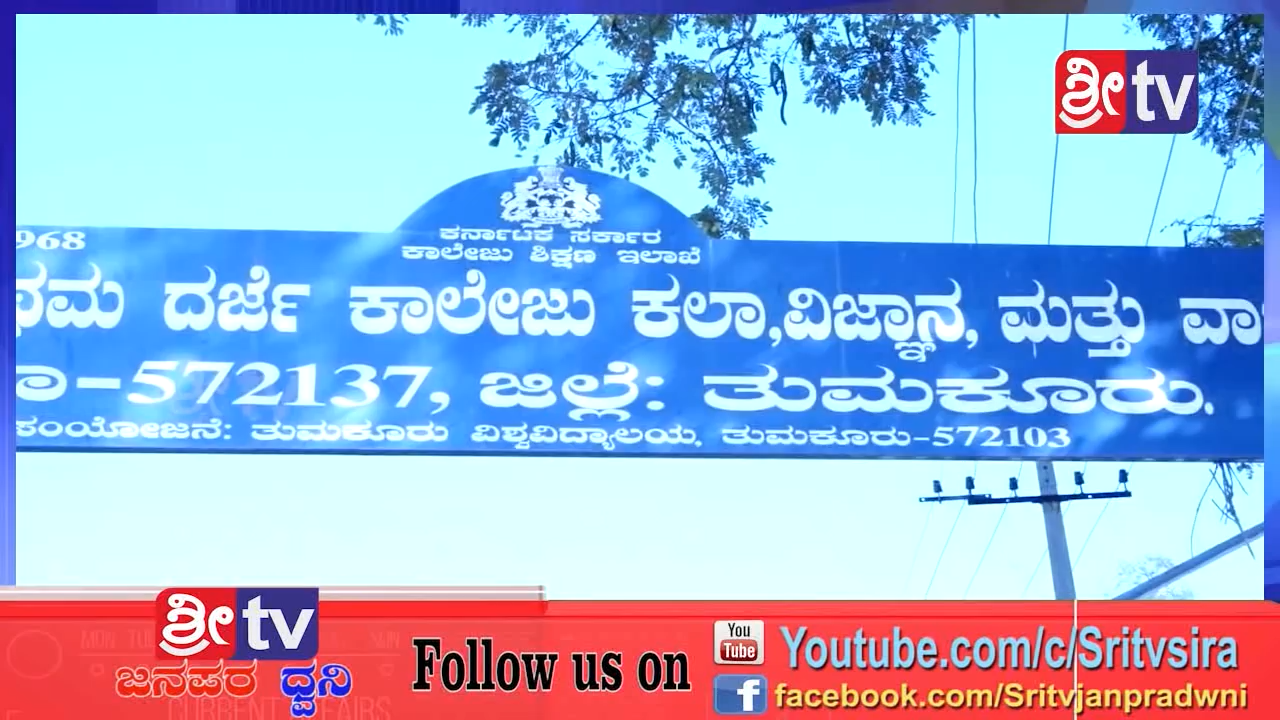 ಶ್ರೀ tv
ಕರ್ನಾಟಕ ಸರ್ಕಾರ
ಕಾಲೇಜು ಶಿಕ್ಷಣ ಇಲಾಖೆ
968
ಥಮ ದರ್ಜೆ ಕಾಲೇಜು ಕಲಾ,ವಿಜ್ಞಾನ, ಮತ್ತು ವಾ
-572137, ಜಿಲ್ಲೆ: ತುಮಕೂರು.
ಸಂಯೋಜನೆ: ತುಮಕೂರು ವಿಶ್ವವಿದ್ಯಾಲಯ, ತುಮಕೂರು-572103
ಶ್ರೀ tv
ಜನಪರ ಧ್ವನಿ
Follow us on
You Tube
Youtube.com/c/Sritvsira
f
facebook.com/Sritvjanpradwni